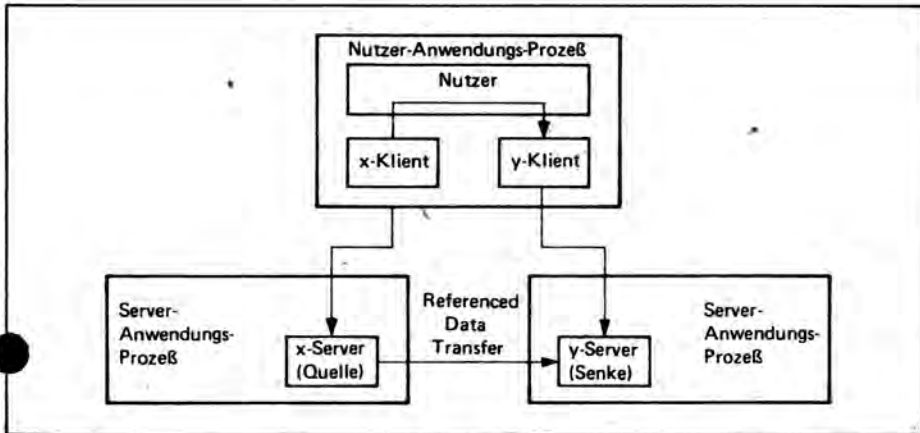 Nutzer-Anwendungs-Prozeß
Nutzer
x-Klient
y-Klient
Server-
Anwendungs-
Prozeß
x-Server
(Quelle)
Referenced
Data
Transfer
y-Server
(Senke)
Server-
Anwendungs-
Prozeß